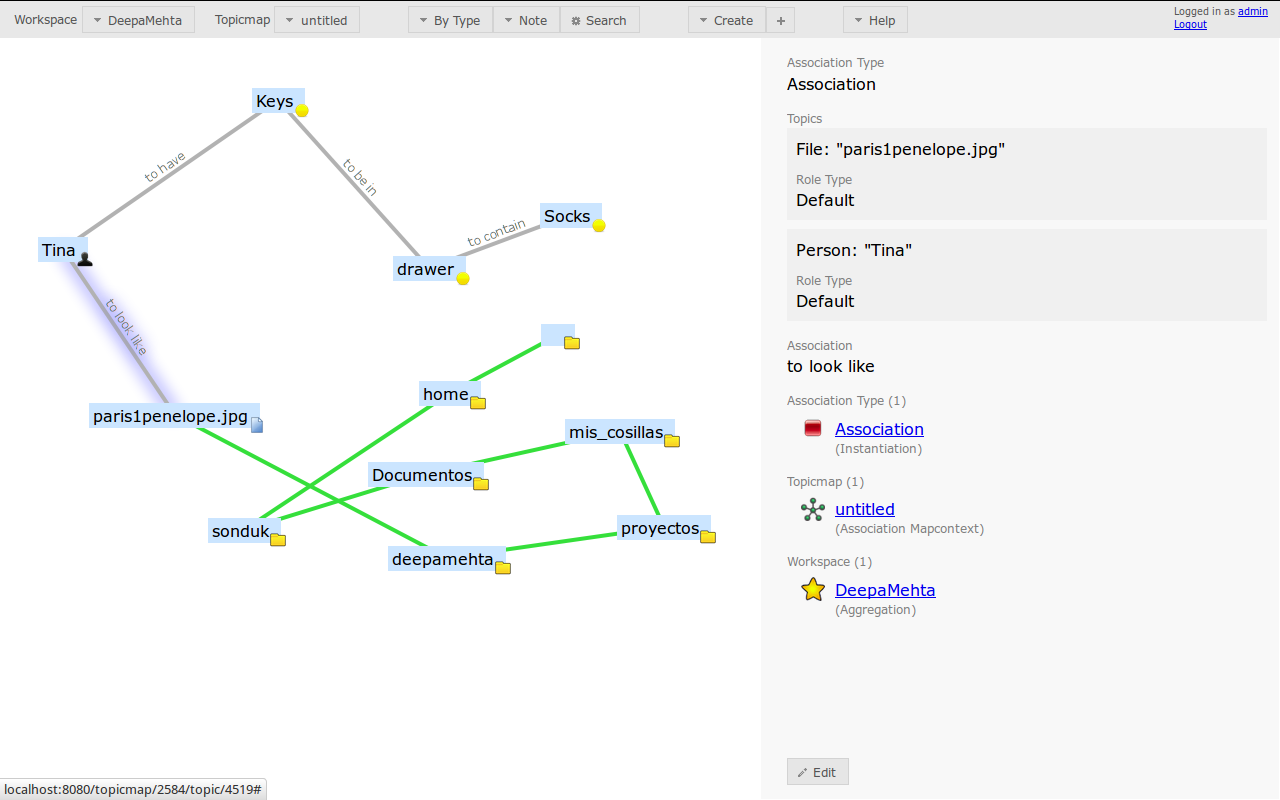 Workspace DeepaMehta Topicmap untitled By Type Note Search Create + Help
Logged in as admin
Logout
Keys
to have
to be in
Socks
to contain
Tina
drawer
to look like
home
paris1penelope.jpg
mis_cosillas
Documentos
sonduk
proyectos
deepamehta
Association Type
Association
Topics
File: "paris1penelope.jpg"
Role Type
Default
Person: "Tina"
Role Type
Default
Association
to look like
Association Type (1)
Association
(Instantiation)
Topicmap (1)
untitled
(Association Mapcontext)
Workspace (1)
DeepaMehta
(Aggregation)
Edit
localhost:8080/topicmap/2584/topic/4519#